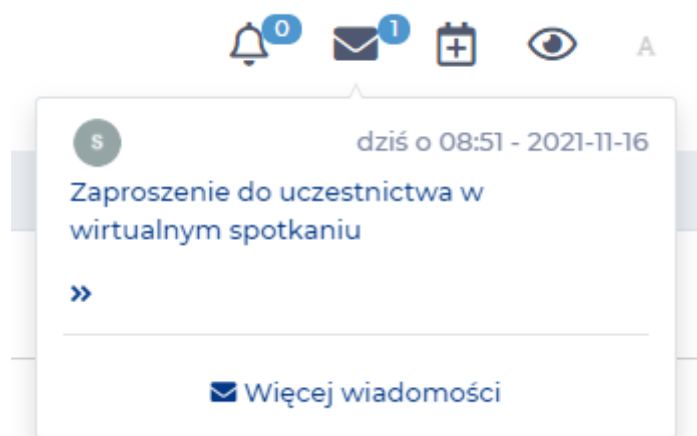 0
1
A
S
dziś o 08:51 - 2021-11-16
Zaproszenie do uczestnictwa w
wirtualnym spotkaniu
»
Więcej wiadomości